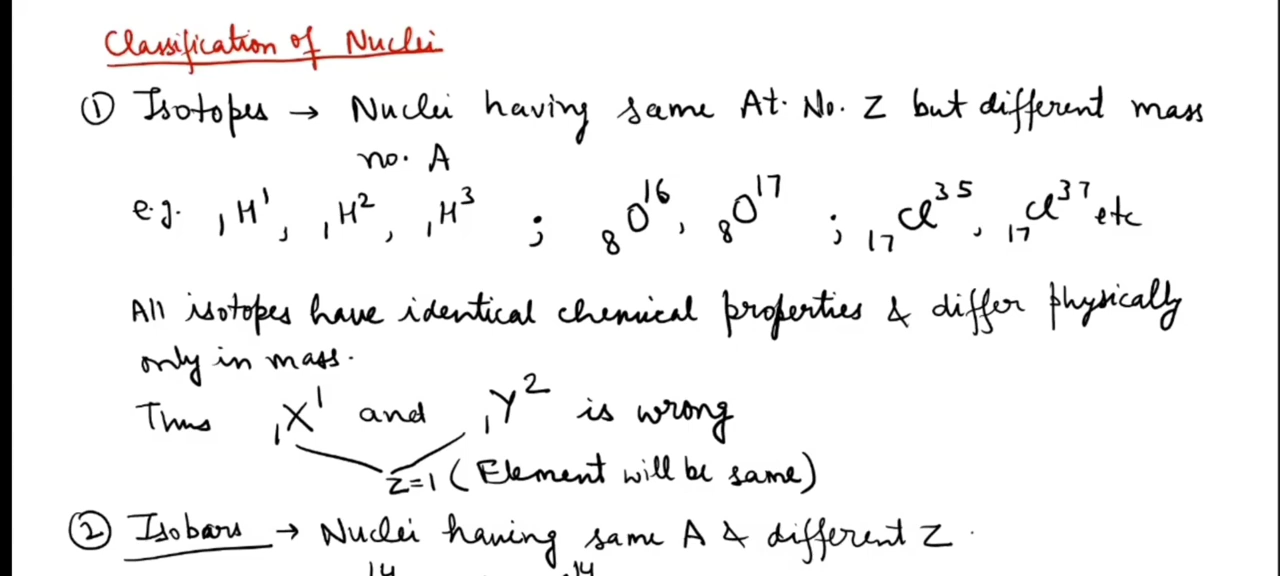 Classification of Nuclei
① Isotopes → Nuclei having same At. No. Z but different mass
no. A
e.g. ₁H¹, ₁H², ₁H³ ; ₈O¹⁶, ₈O¹⁷ ; ₁₇Cl³⁵, ₁₇Cl³⁷ etc
All isotopes have identical chemical properties & differ physically
only in mass.
Thus ₁X¹ and ₁Y² is wrong
Z=1 (Element will be same)
② Isobars → Nuclei having same A & different Z.
14 14